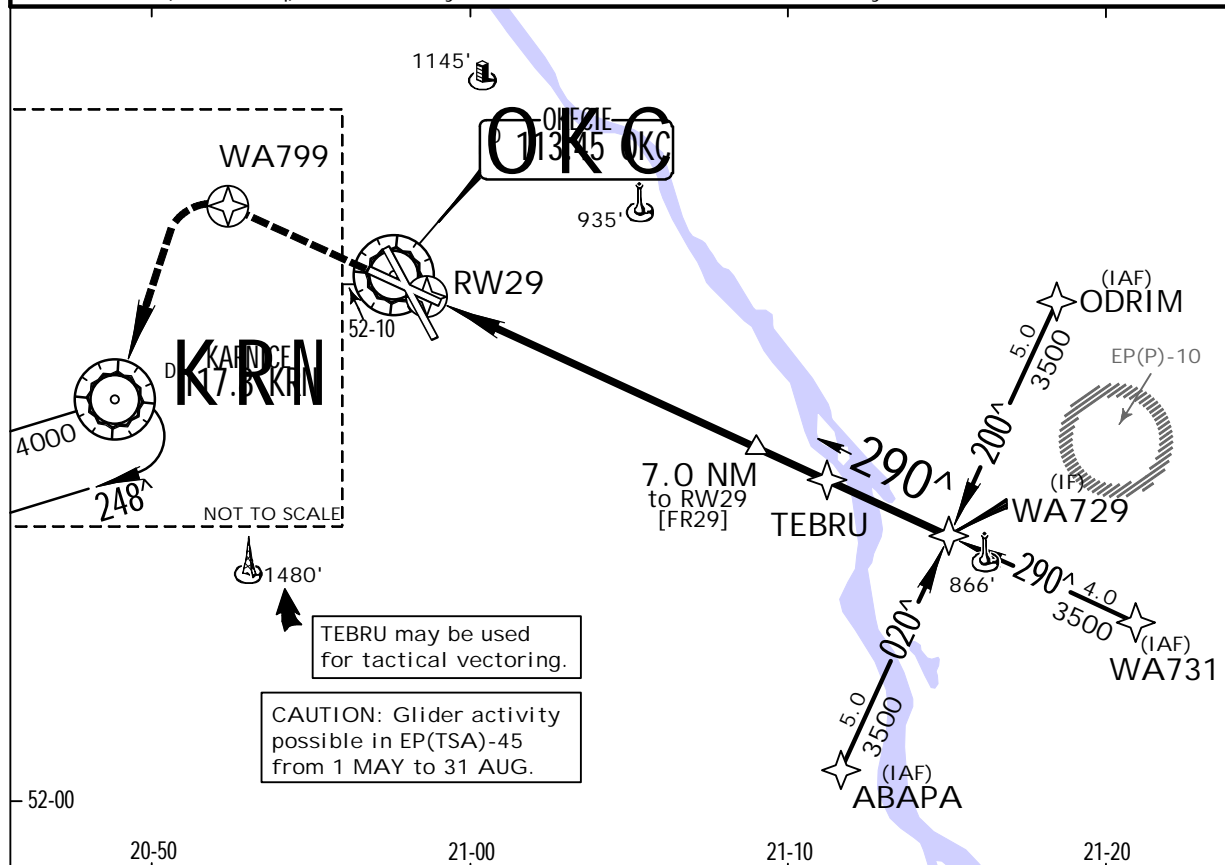 1145'
OKECIE
D 113.45 OKC
OKC
WA799
935'
RW29
(IAF)
ODRIM
52-10
5.0
3500
EP(P)-10
KARNICE
D 117.8 KRN
KRN
200^
4000
248^
290^
7.0 NM
to RW29
[FR29]
(IF)
WA729
TEBRU
NOT TO SCALE
1480'
866'
290^
4.0
3500
(IAF)
WA731
020^
TEBRU may be used
for tactical vectoring.
5.0
3500
CAUTION: Glider activity
possible in EP(TSA)-45
from 1 MAY to 31 AUG.
(IAF)
ABAPA
52-00
20-50
21-00
21-10
21-20